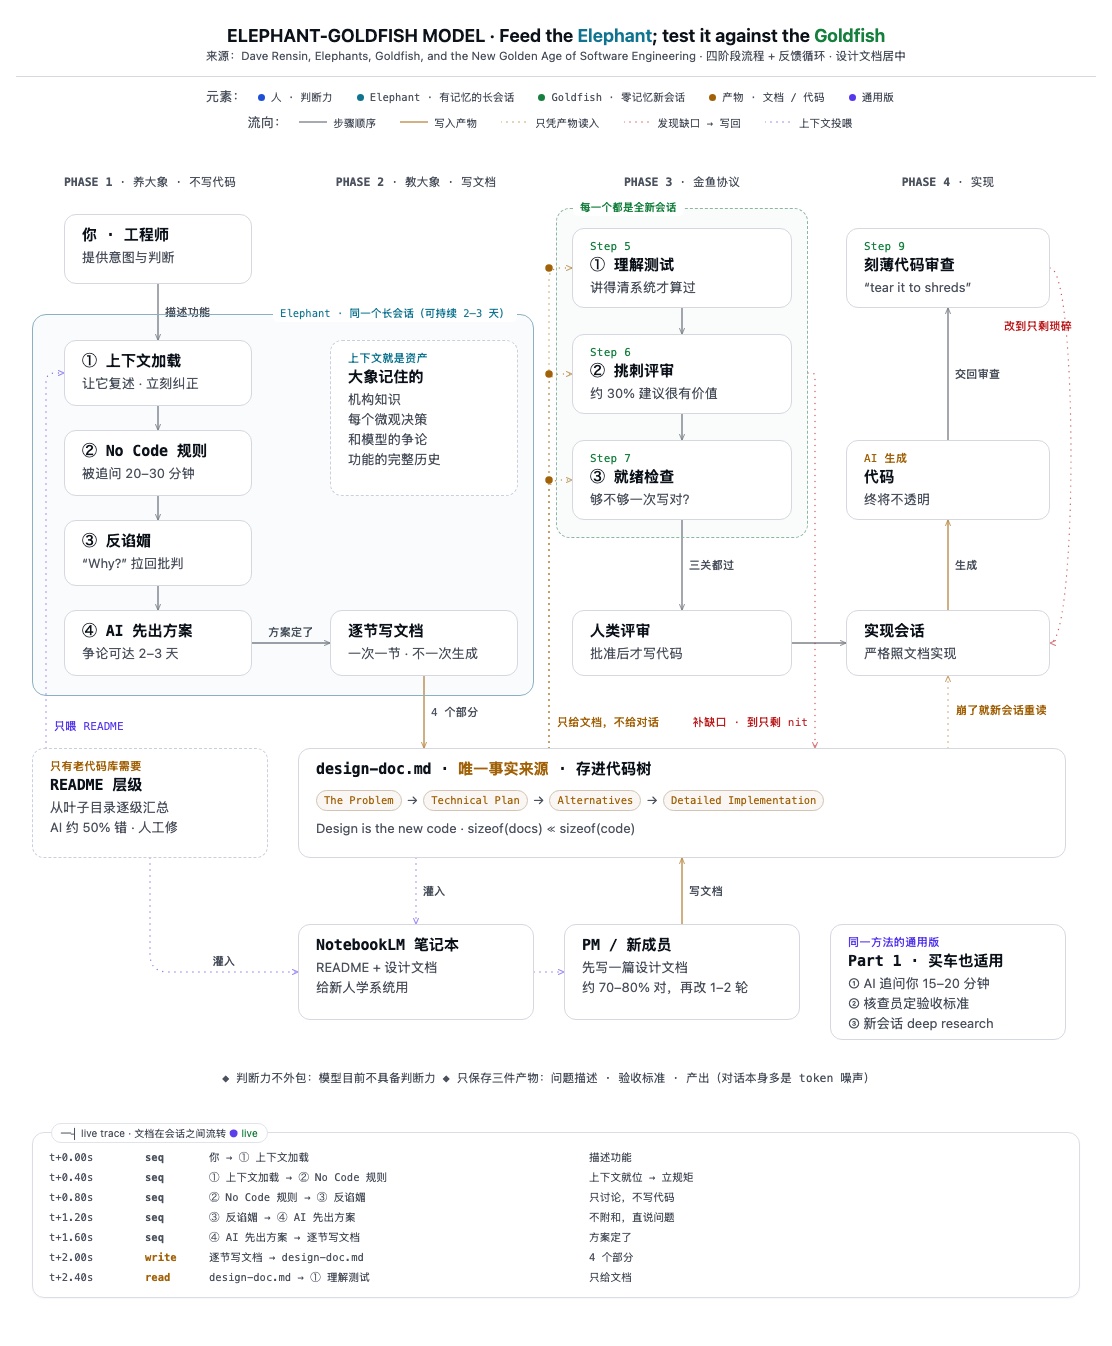 ELEPHANT-GOLDFISH MODEL · Feed the Elephant; test it against the Goldfish
来源：Dave Rensin, Elephants, Goldfish, and the New Golden Age of Software Engineering · 四阶段流程 + 反馈循环 · 设计文档居中
元素： 人 · 判断力 Elephant · 有记忆的长会话 Goldfish · 零记忆新会话 产物 · 文档 / 代码 通用版
流向： 步骤顺序 写入产物 只凭产物读入 发现缺口 → 写回 上下文投喂
PHASE 1 · 养大象 · 不写代码
PHASE 2 · 教大象 · 写文档
PHASE 3 · 金鱼协议
PHASE 4 · 实现
你 · 工程师
提供意图与判断
描述功能
Elephant · 同一个长会话（可持续 2–3 天）
① 上下文加载
让它复述 · 立刻纠正
② No Code 规则
被追问 20–30 分钟
③ 反谄媚
“Why?” 拉回批判
④ AI 先出方案
争论可达 2–3 天
方案定了
上下文就是资产
大象记住的
机构知识
每个微观决策
和模型的争论
功能的完整历史
逐节写文档
一次一节 · 不一次生成
4 个部分
每一个都是全新会话
Step 5
① 理解测试
讲得清系统才算过
Step 6
② 挑刺评审
约 30% 建议很有价值
Step 7
③ 就绪检查
够不够一次写对？
三关都过
人类评审
批准后才写代码
Step 9
刻薄代码审查
“tear it to shreds”
改到只剩琐碎
交回审查
AI 生成
代码
终将不透明
生成
实现会话
严格照文档实现
崩了就新会话重读
只喂 README
只给文档，不给对话
补缺口 · 到只剩 nit
只有老代码库需要
README 层级
从叶子目录逐级汇总
AI 约 50% 错 · 人工修
design-doc.md · 唯一事实来源 · 存进代码树
The Problem → Technical Plan → Alternatives → Detailed Implementation
Design is the new code · sizeof(docs) ≪ sizeof(code)
灌入
写文档
灌入
NotebookLM 笔记本
README + 设计文档
给新人学系统用
PM / 新成员
先写一篇设计文档
约 70–80% 对，再改 1–2 轮
同一方法的通用版
Part 1 · 买车也适用
① AI 追问你 15–20 分钟
② 核查员定验收标准
③ 新会话 deep research
◆ 判断力不外包：模型目前不具备判断力 ◆ 只保存三件产物：问题描述 · 验收标准 · 产出（对话本身多是 token 噪声）
live trace · 文档在会话之间流转 ● live
t+0.00s seq 你 → ① 上下文加载 描述功能
t+0.40s seq ① 上下文加载 → ② No Code 规则 上下文就位 → 立规矩
t+0.80s seq ② No Code 规则 → ③ 反谄媚 只讨论，不写代码
t+1.20s seq ③ 反谄媚 → ④ AI 先出方案 不附和，直说问题
t+1.60s seq ④ AI 先出方案 → 逐节写文档 方案定了
t+2.00s write 逐节写文档 → design-doc.md 4 个部分
t+2.40s read design-doc.md → ① 理解测试 只给文档